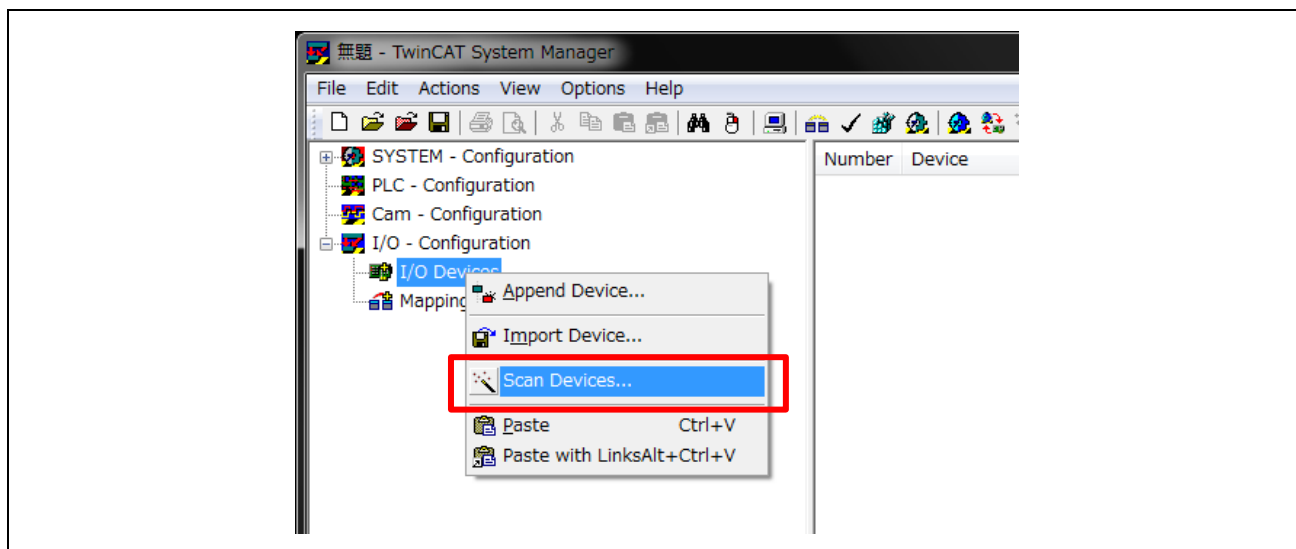 無題 - TwinCAT System Manager
File Edit Actions View Options Help
SYSTEM - Configuration
Number Device
PLC - Configuration
Cam - Configuration
I/O - Configuration
I/O Devices
Append Device...
Mapping
Import Device...
Scan Devices...
Paste Ctrl+V
Paste with LinksAlt+Ctrl+V